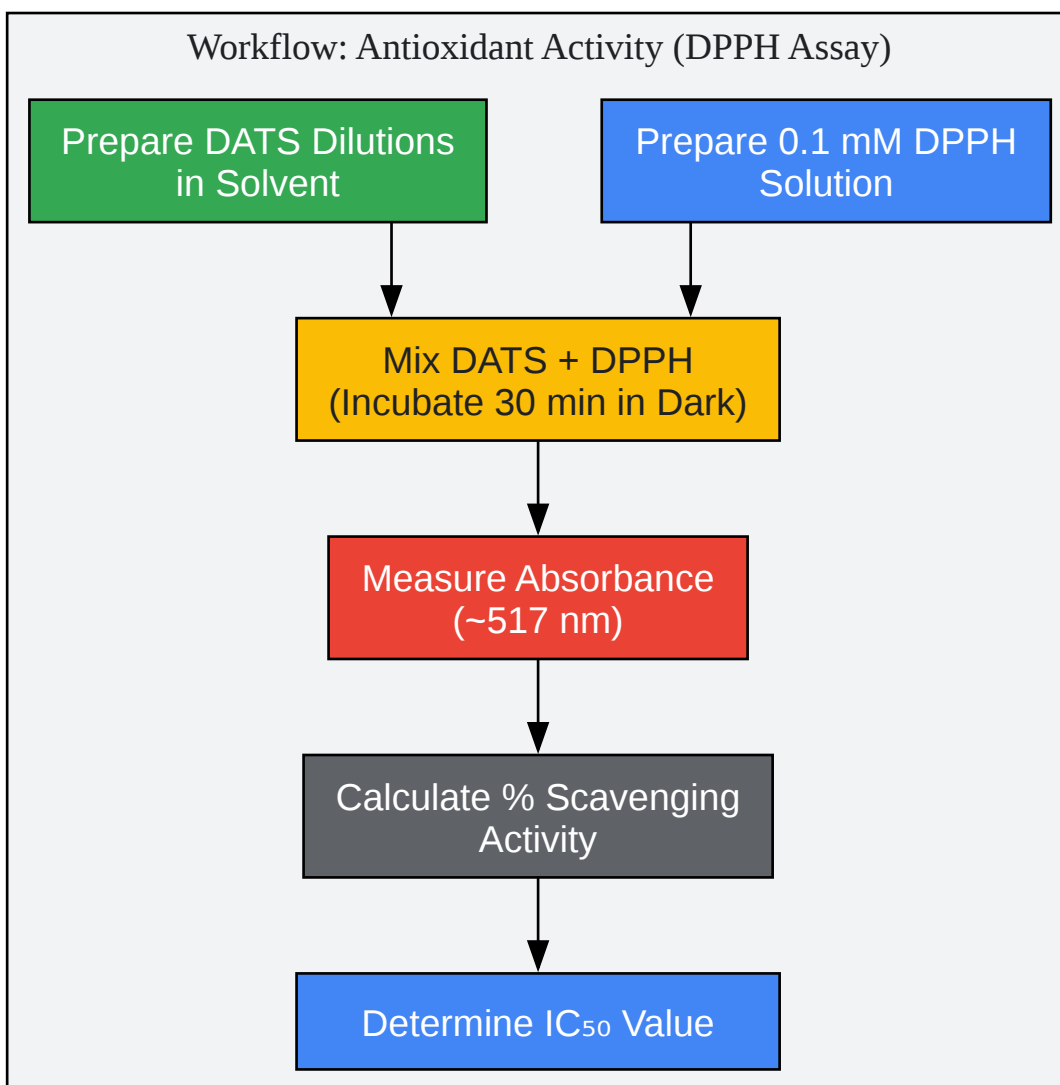 Workflow: Antioxidant Activity (DPPH Assay)
Prepare DATS Dilutions
in Solvent
Prepare 0.1 mM DPPH
Solution
Mix DATS + DPPH
(Incubate 30 min in Dark)
Measure Absorbance
(~517 nm)
Calculate % Scavenging
Activity
Determine IC₅₀ Value